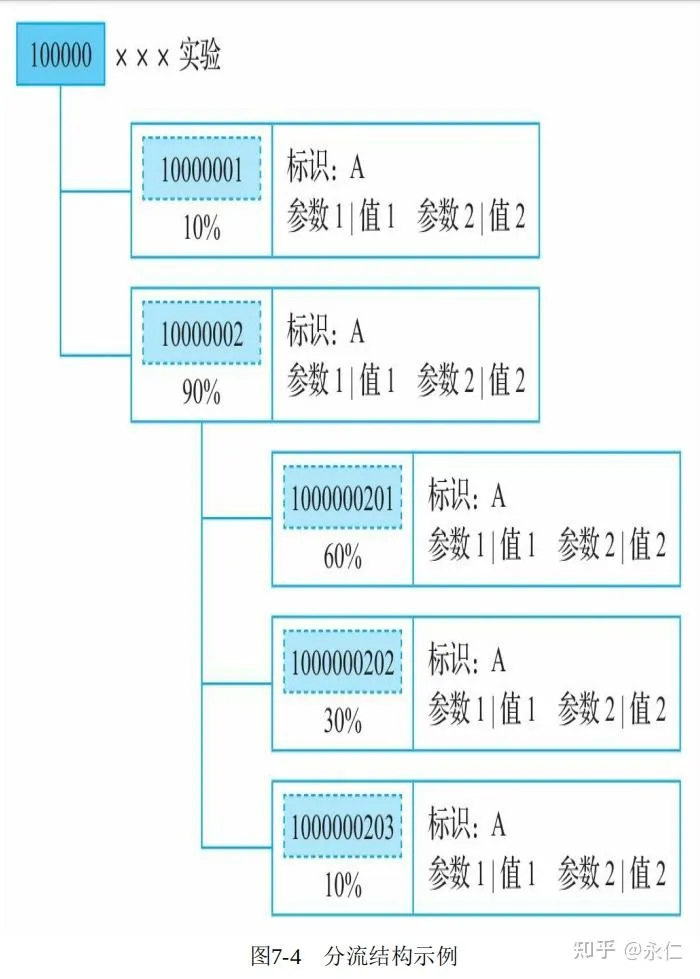 100000 ××× 实验
10000001
10%
标识：A
参数1|值1 参数2|值2
10000002
90%
标识：A
参数1|值1 参数2|值2
1000000201
60%
标识：A
参数1|值1 参数2|值2
1000000202
30%
标识：A
参数1|值1 参数2|值2
1000000203
10%
标识：A
参数1|值1 参数2|值2
图7-4 分流结构示例
知乎 @永仁